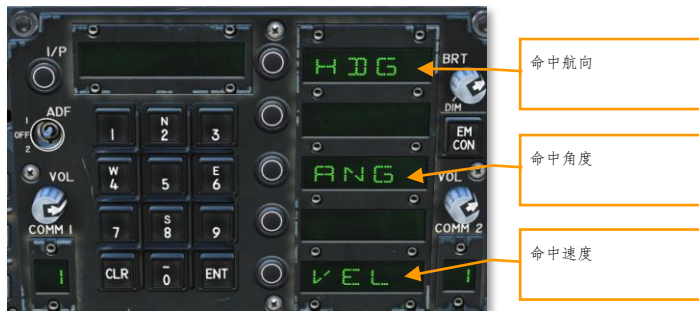 I/P
HDG
BRT
命中航向
ADF
1
OFF
2
DIM
1
N
2
3
EM
CON
ANG
命中角度
VOL
W
4
5
E
6
VOL
COMM 1
7
S
8
9
COMM 2
命中速度
1
CLR
–
0
ENT
VEL
1